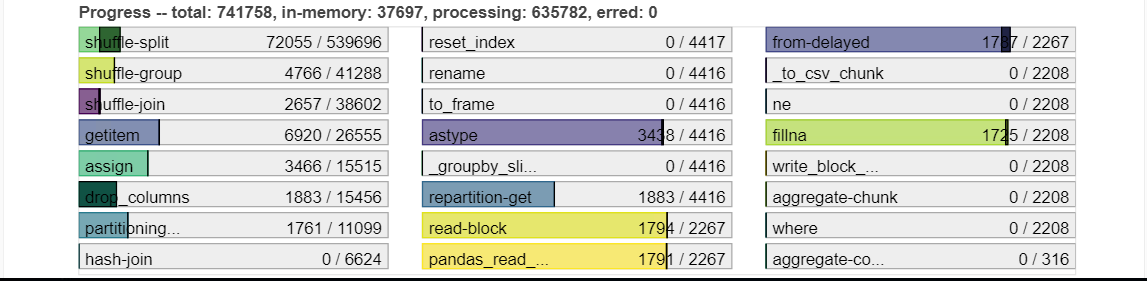 Progress -- total: 741758, in-memory: 37697, processing: 635782, erred: 0
shuffle-split 72055 / 539696
shuffle-group 4766 / 41288
shuffle-join 2657 / 38602
getitem 6920 / 26555
assign 3466 / 15515
drop_columns 1883 / 15456
partitioning... 1761 / 11099
hash-join 0 / 6624
reset_index 0 / 4417
rename 0 / 4416
to_frame 0 / 4416
astype 3438 / 4416
_groupby_sli... 0 / 4416
repartition-get 1883 / 4416
read-block 1794 / 2267
pandas_read_... 1791 / 2267
from-delayed 1787 / 2267
_to_csv_chunk 0 / 2208
ne 0 / 2208
fillna 1725 / 2208
write_block_... 0 / 2208
aggregate-chunk 0 / 2208
where 0 / 2208
aggregate-co... 0 / 316